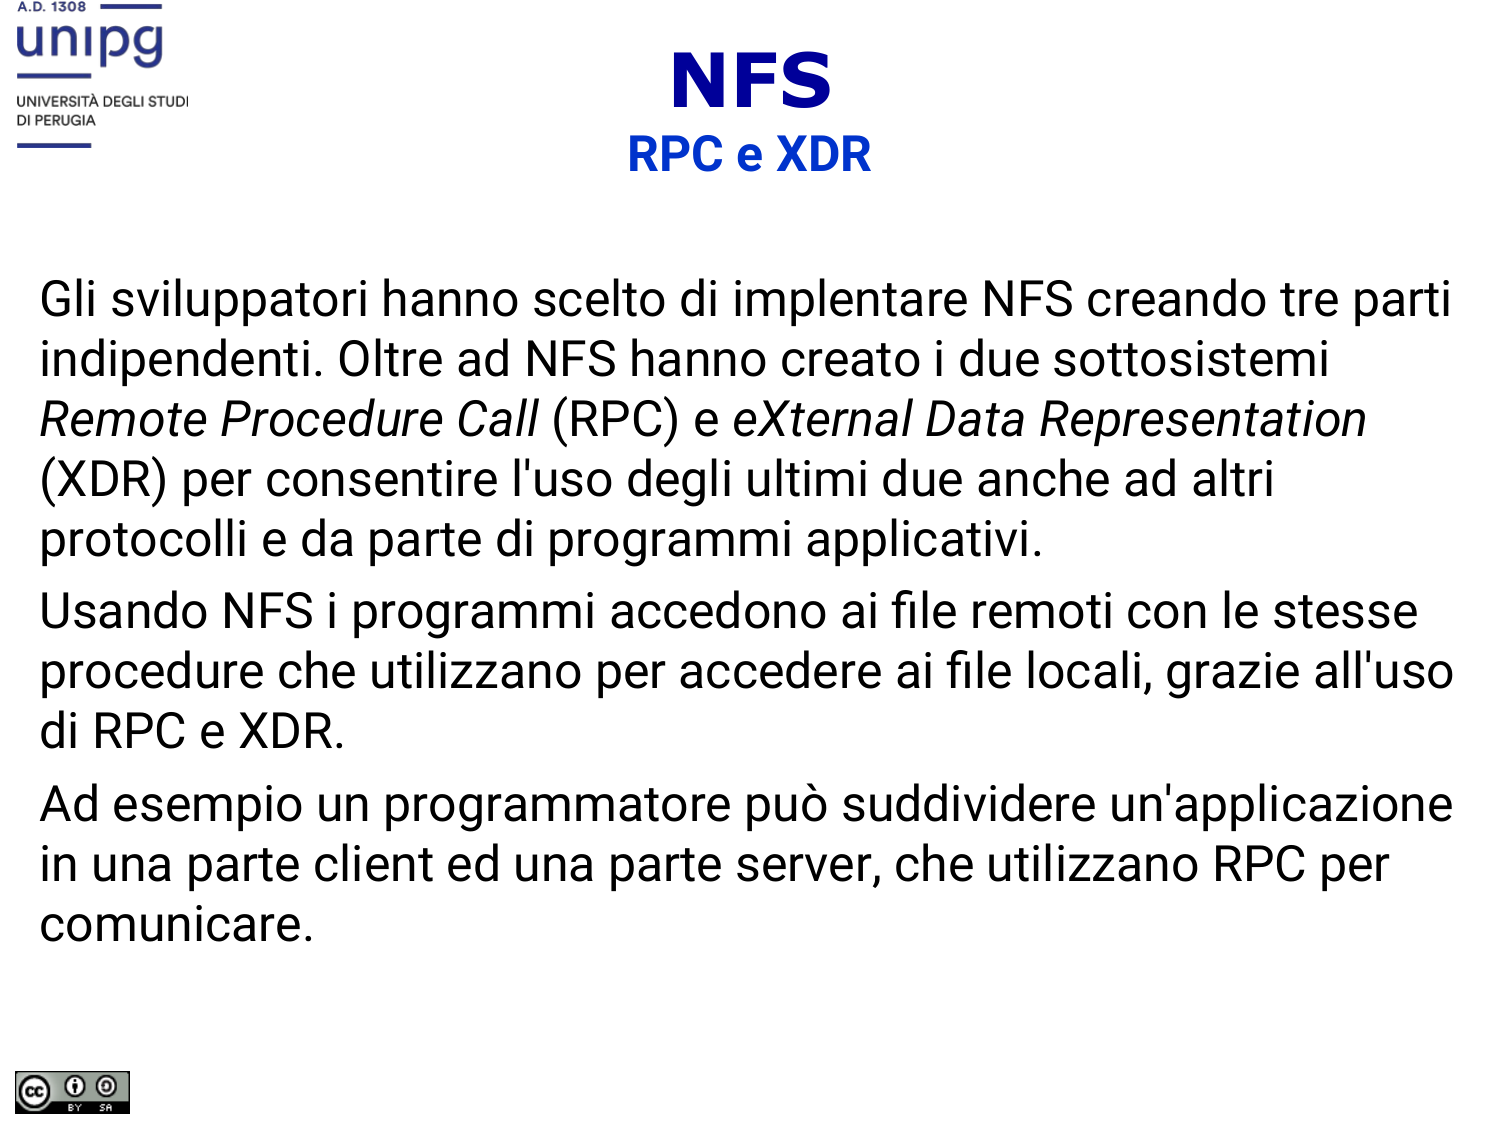 A.D. 1308
unipg
UNIVERSITÀ DEGLI STUDI
DI PERUGIA
NFS
RPC e XDR
Gli sviluppatori hanno scelto di implentare NFS creando tre parti
indipendenti. Oltre ad NFS hanno creato i due sottosistemi
Remote Procedure Call (RPC) e eXternal Data Representation
(XDR) per consentire l'uso degli ultimi due anche ad altri
protocolli e da parte di programmi applicativi.
Usando NFS i programmi accedono ai file remoti con le stesse
procedure che utilizzano per accedere ai file locali, grazie all'uso
di RPC e XDR.
Ad esempio un programmatore può suddividere un'applicazione
in una parte client ed una parte server, che utilizzano RPC per
comunicare.
cc
BY SA